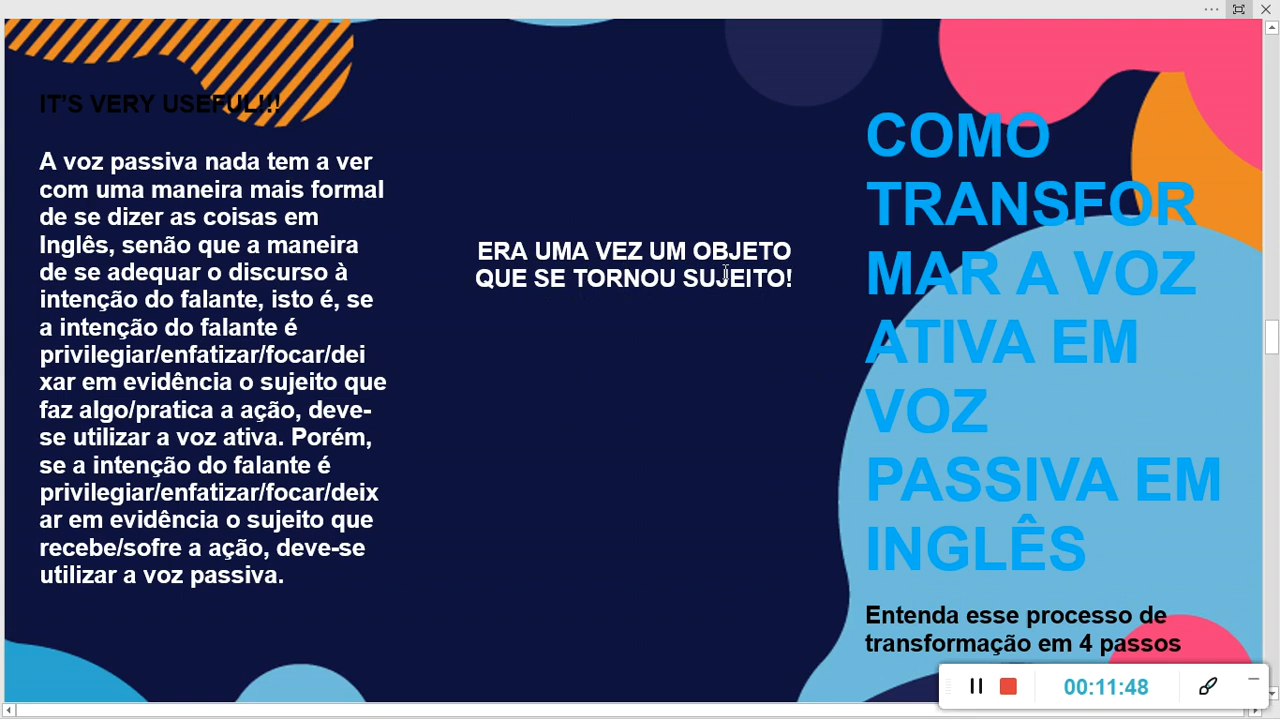 IT'S VERY USEFUL!!!
A voz passiva nada tem a ver
com uma maneira mais formal
de se dizer as coisas em
Inglês, senão que a maneira
de se adequar o discurso à
intenção do falante, isto é, se
a intenção do falante é
privilegiar/enfatizar/focar/dei
xar em evidência o sujeito que
faz algo/pratica a ação, deve-
se utilizar a voz ativa. Porém,
se a intenção do falante é
privilegiar/enfatizar/focar/deix
ar em evidência o sujeito que
recebe/sofre a ação, deve-se
utilizar a voz passiva.
ERA UMA VEZ UM OBJETO
QUE SE TORNOU SUJEITO!
COMO
TRANSFOR
MAR A VOZ
ATIVA EM
VOZ
PASSIVA EM
INGLÊS
Entenda esse processo de
transformação em 4 passos
00:11:48